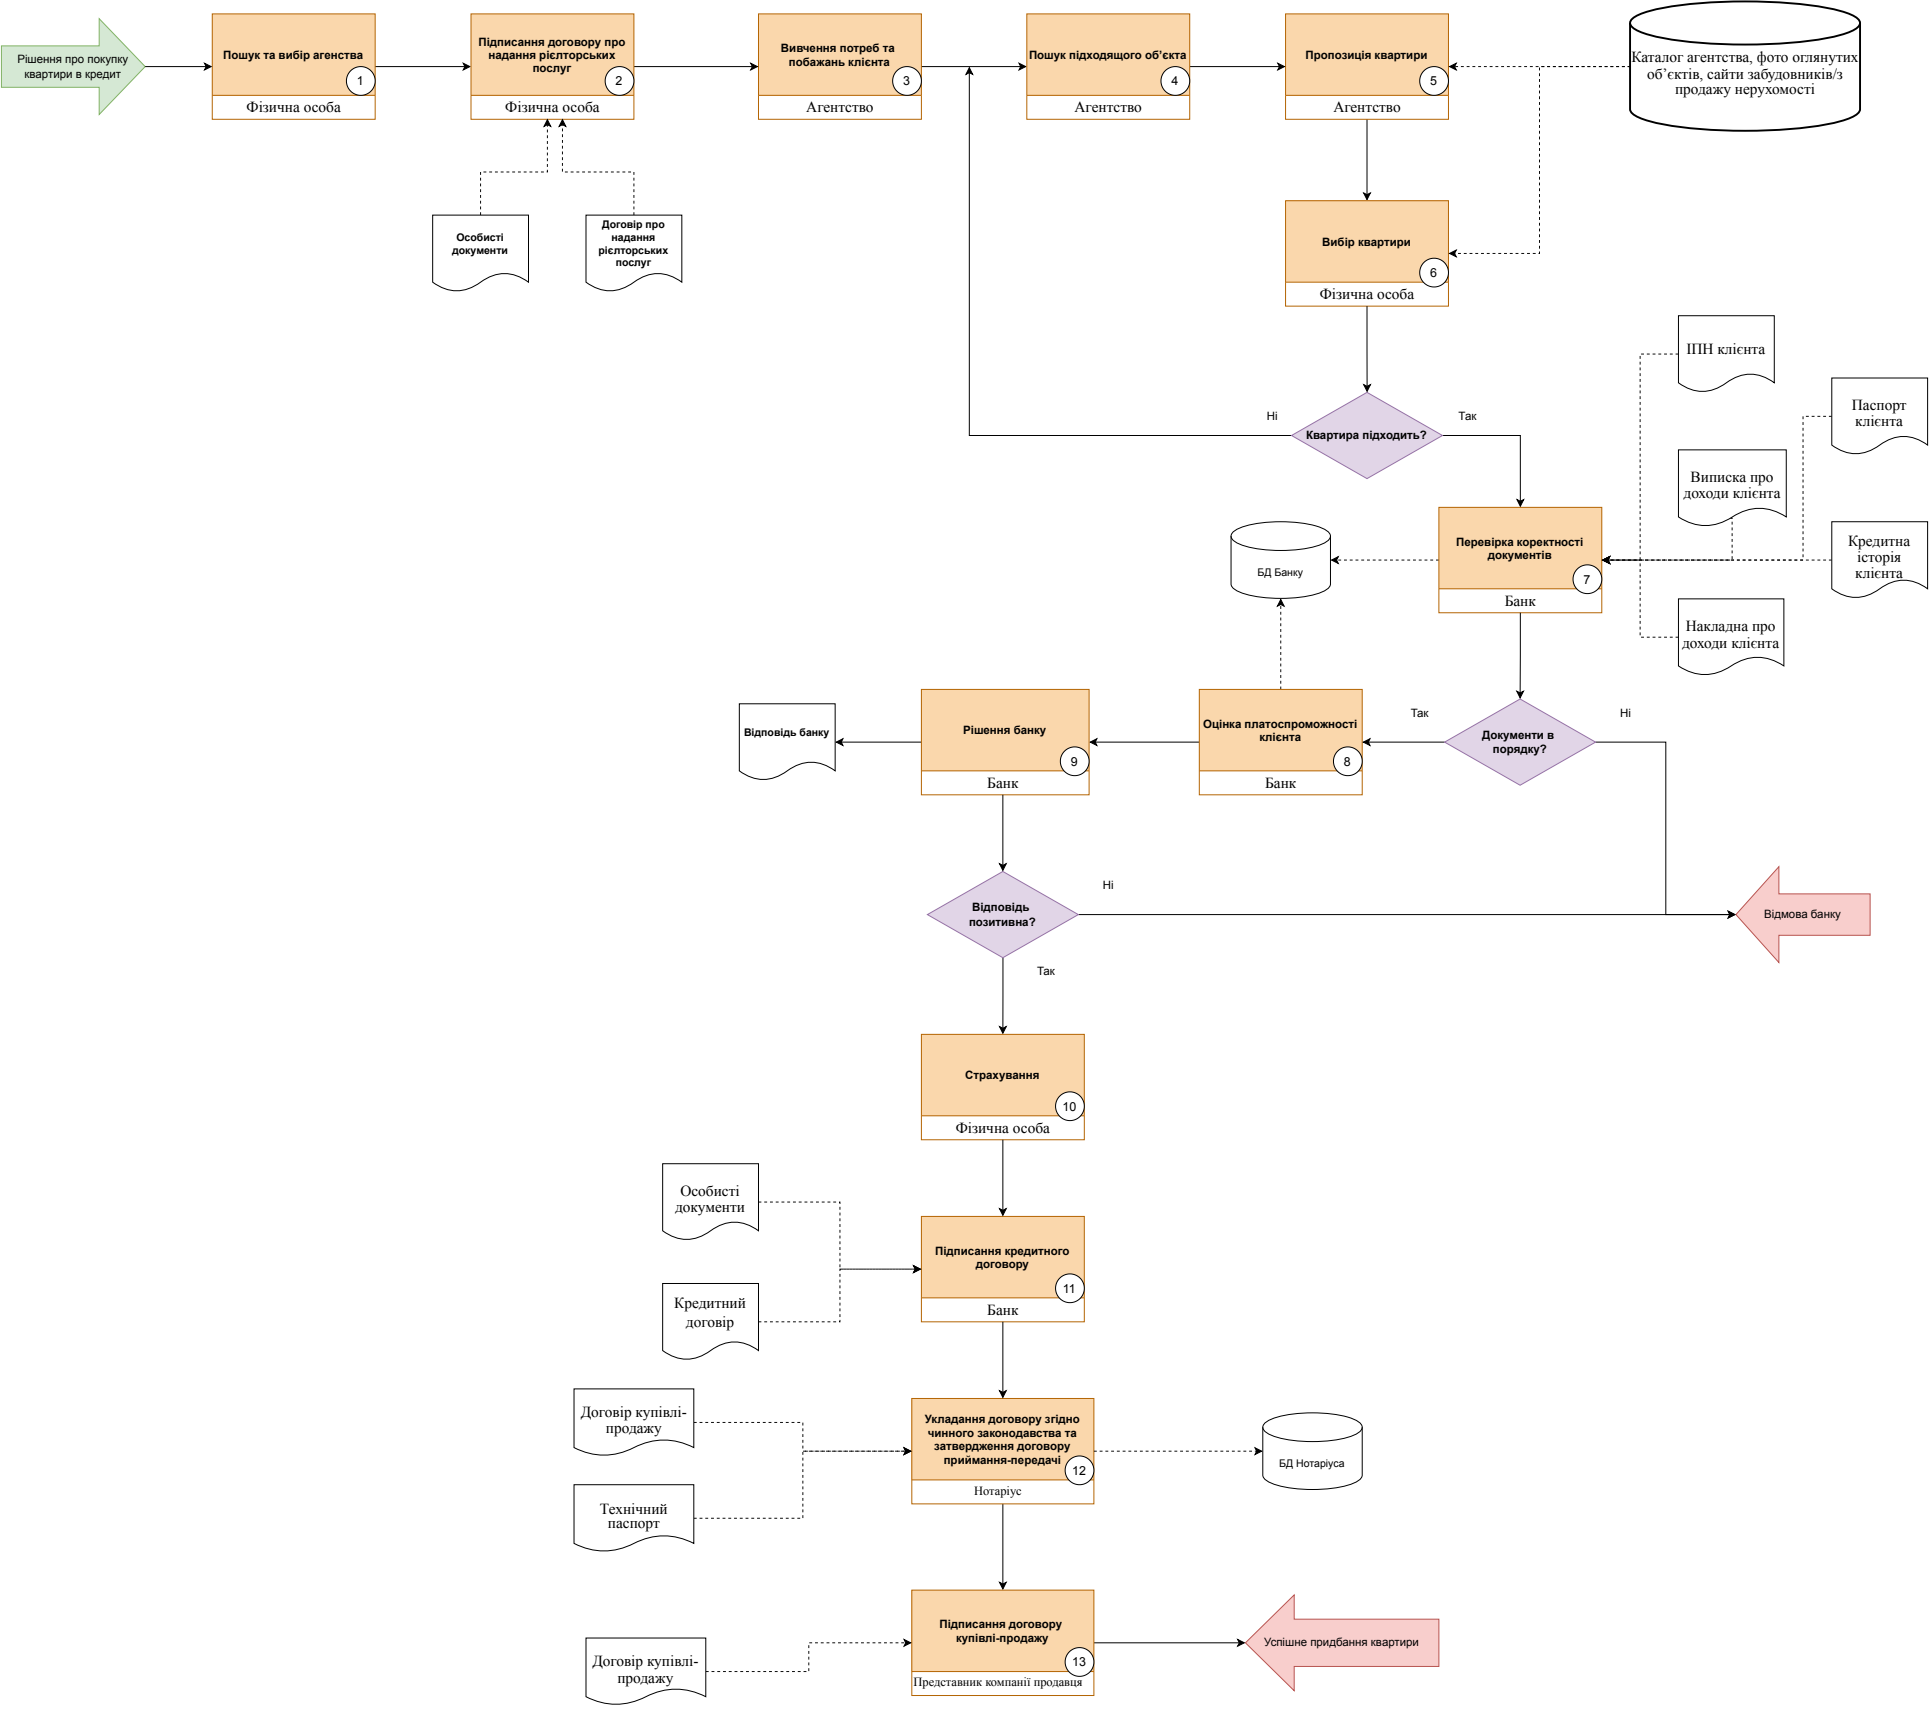 Рішення про покупку
квартири в кредит
Пошук та вибір агенства
1
Фізична особа
Підписання договору про
надання рієлторських
послуг
2
Фізична особа
Вивчення потреб та
побажань клієнта
3
Агентство
Пошук підходящого об’єкта
4
Агентство
Пропозиція квартири
5
Агентство
Каталог агентства, фото оглянутих
об’єктів, сайти забудовників/з
продажу нерухомості
Особисті
документи
Договір про
надання
рієлторських
послуг
Вибір квартири
6
Фізична особа
ІПН клієнта
Паспорт
клієнта
Ні
Квартира підходить?
Так
Виписка про
доходи клієнта
Кредитна
історія
клієнта
БД Банку
Перевірка коректності
документів
7
Банк
Накладна про
доходи клієнта
Відповідь банку
Рішення банку
9
Банк
Оцінка платоспроможності
клієнта
8
Банк
Так
Документи в
порядку?
Ні
Відповідь
позитивна?
Ні
Так
Відмова банку
Страхування
10
Фізична особа
Особисті
документи
Кредитний
договір
Підписання кредитного
договору
11
Банк
Договір купівлі-
продажу
Технічний
паспорт
Укладання договору згідно
чинного законодавства та
затвердження договору
приймання-передачі
12
Нотаріус
БД Нотаріуса
Договір купівлі-
продажу
Підписання договору
купівлі-продажу
13
Представник компанії продавця
Успішне придбання квартири